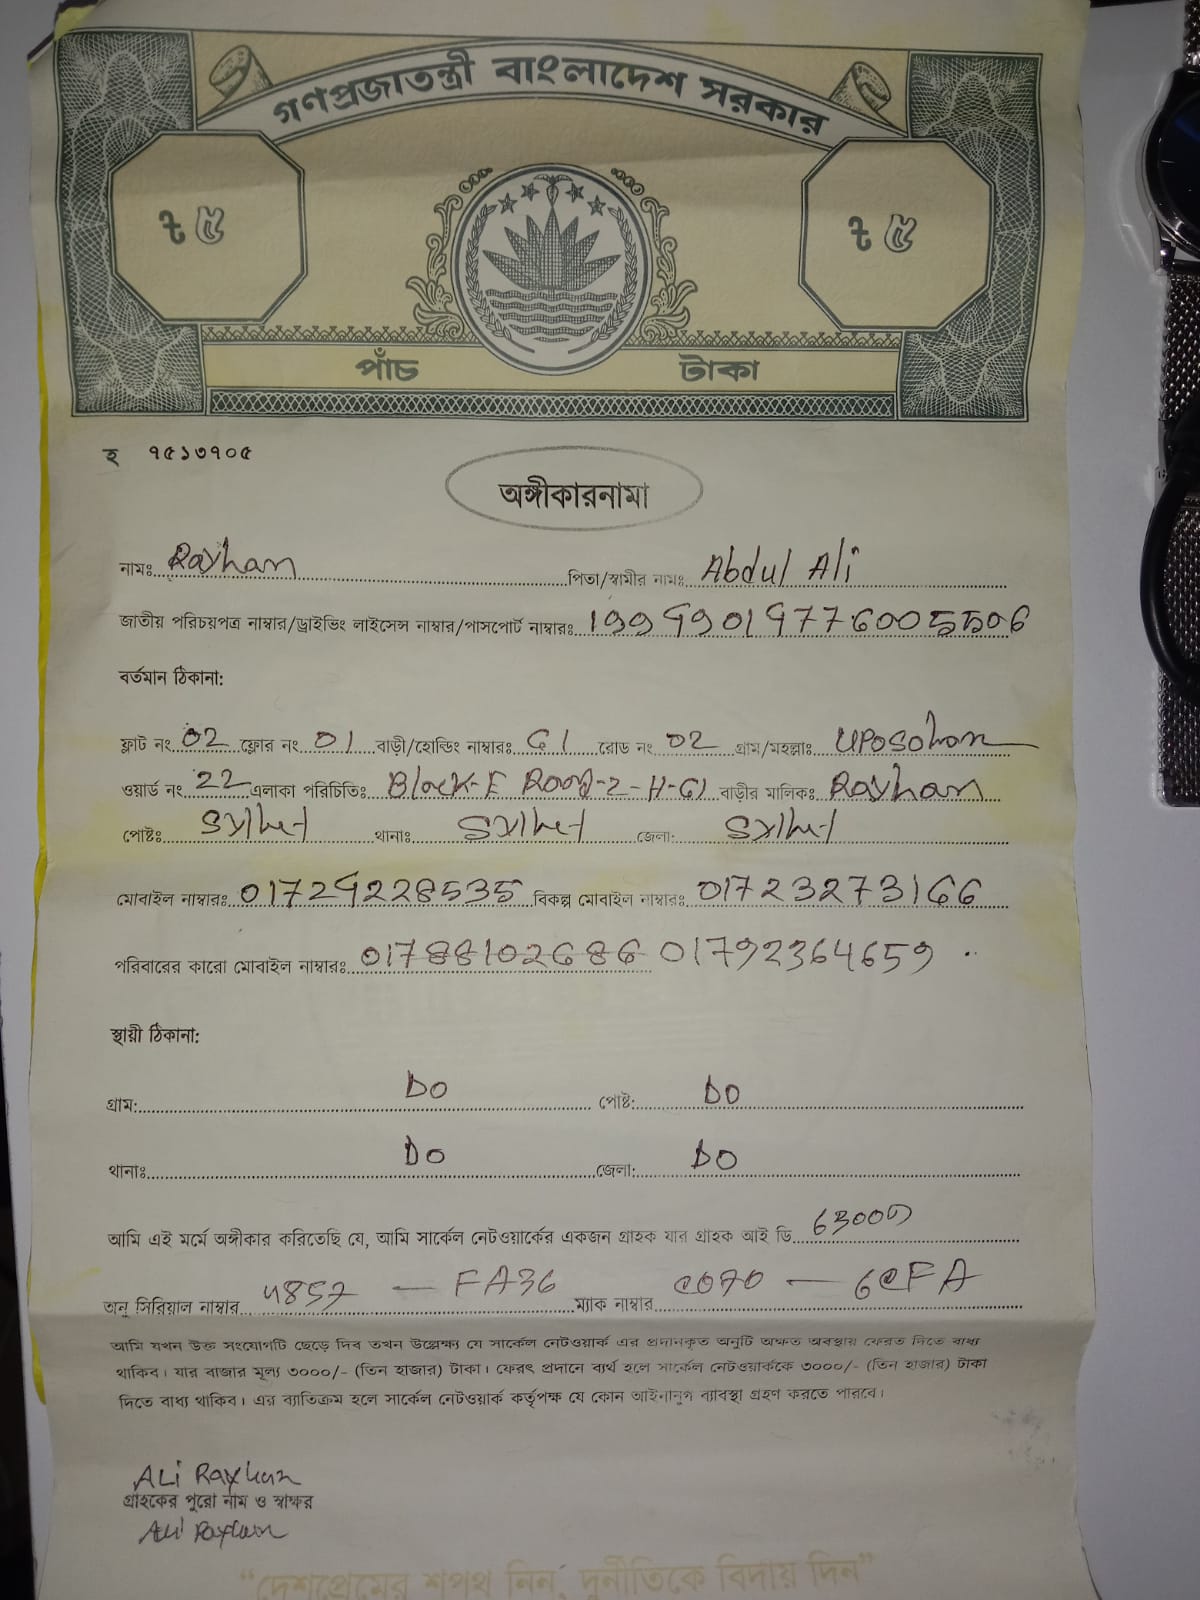 গণপ্রজাতন্ত্রী বাংলাদেশ সরকার
৳ ৫ ৳ ৫
পাঁচ টাকা
হ ৭৫১৩৭০৫
অঙ্গীকারনামা
নামঃ Rayhan পিতা/স্বামীর নামঃ Abdul Ali
জাতীয় পরিচয়পত্র নাম্বার/ড্রাইভিং লাইসেন্স নাম্বার/পাসপোর্ট নাম্বারঃ
বর্তমান ঠিকানা:
ফ্লাট নং 02 ফ্লোর নং 01 বাড়ী/হোল্ডিং নাম্বারঃ G1 রোড নং 02 গ্রাম/মহল্লাঃ Uposohon
ওয়ার্ড নং 22 এলাকা পরিচিতিঃ Block-E Road-2-H-G1 বাড়ীর মালিকঃ Rayhan
পোষ্টঃ Sylhet থানাঃ Sylhet জেলা: Sylhet
মোবাইল নাম্বারঃ 01729228535 বিকল্প মোবাইল নাম্বারঃ 01723273166
পরিবারের কারো মোবাইল নাম্বারঃ 01788102686 01792364659
স্থায়ী ঠিকানা:
গ্রাম: DO পোষ্ট: DO
থানাঃ DO জেলা: DO
আমি এই মর্মে অঙ্গীকার করিতেছি যে, আমি সার্কেল নেটওয়ার্কের একজন গ্রাহক যার গ্রাহক আই ডি
অনু সিরিয়াল নাম্বার 4857 — FA36 ম্যাক নাম্বার C070 — 6CFA
আমি যখন উক্ত সংযোগটি ছেড়ে দিব তখন উল্লেক্ষ্য যে সার্কেল নেটওয়ার্ক এর প্রদানকৃত অনুটি অক্ষত অবস্থায় ফেরত দিতে বাধ্য
থাকিব। যার বাজার মূল্য ৩০০০/- (তিন হাজার) টাকা। ফেরৎ প্রদানে ব্যর্থ হলে সার্কেল নেটওয়ার্ককে ৩০০০/- (তিন হাজার) টাকা
দিতে বাধ্য থাকিব। এর ব্যাতিক্রম হলে সার্কেল নেটওয়ার্ক কর্তৃপক্ষ যে কোন আইনানুগ ব্যাবস্থা গ্রহণ করতে পারবে।
ALi Rayhan
গ্রাহকের পুরো নাম ও স্বাক্ষর
Ali Rayhan
“দেশপ্রেমের শপথ নিন, দুর্নীতিকে বিদায় দিন”